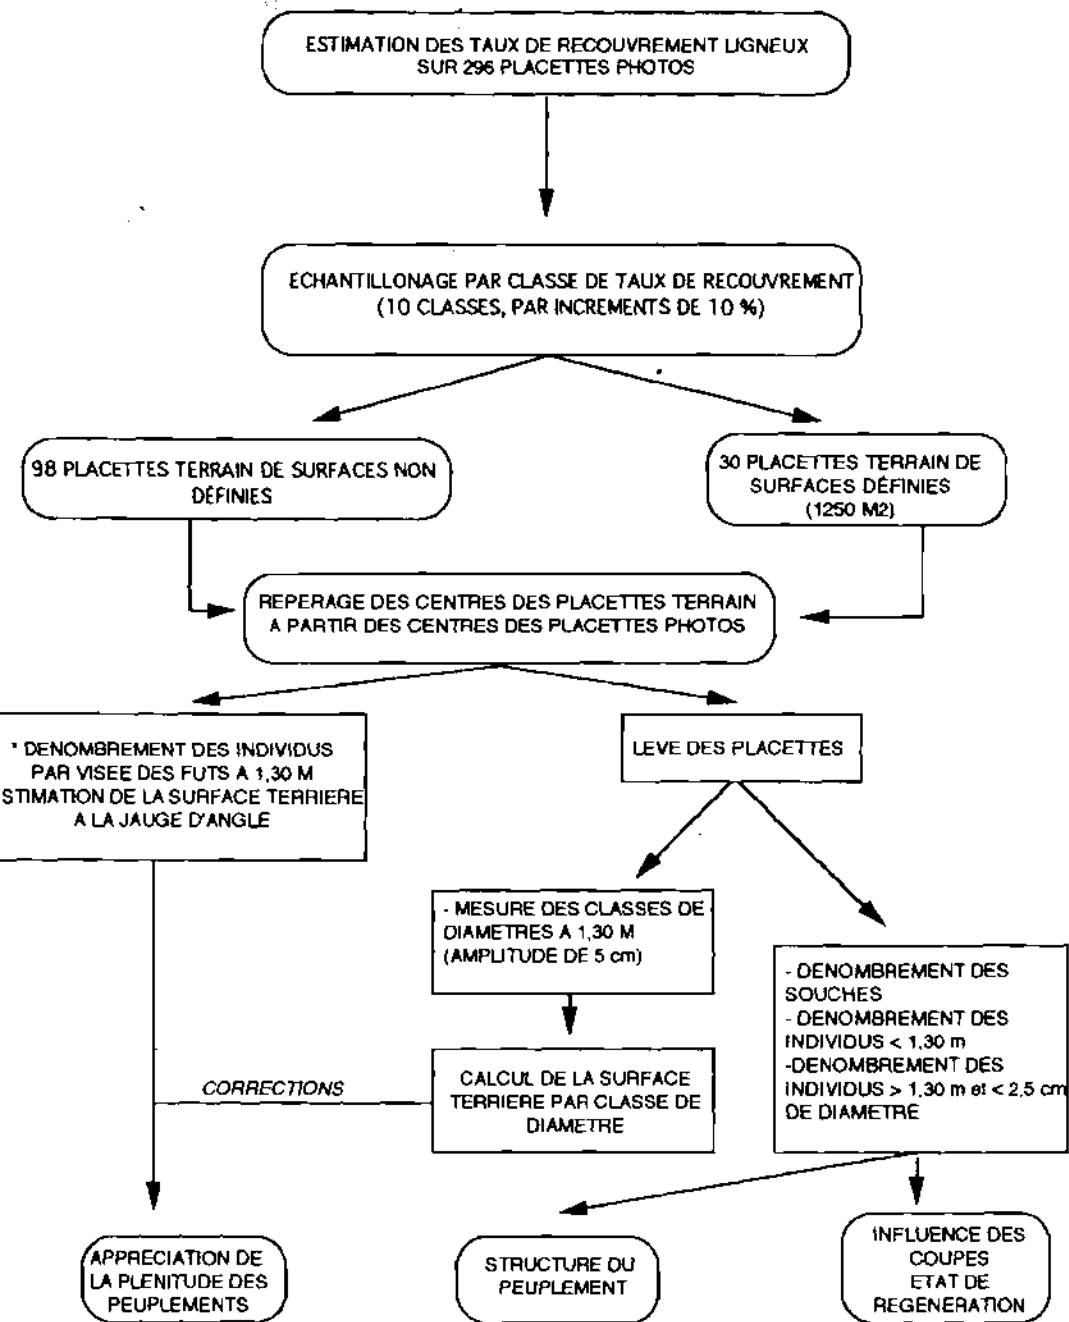 ESTIMATION DES TAUX DE RECOUVREMENT LIGNEUX
SUR 296 PLACETTES PHOTOS
ECHANTILLONAGE PAR CLASSE DE TAUX DE RECOUVREMENT
(10 CLASSES, PAR INCREMENTS DE 10 %)
98 PLACETTES TERRAIN DE SURFACES NON
DÉFINIES
30 PLACETTES TERRAIN DE
SURFACES DÉFINIES
(1250 M2)
REPERAGE DES CENTRES DES PLACETTES TERRAIN
A PARTIR DES CENTRES DES PLACETTES PHOTOS
* DENOMBREMENT DES INDIVIDUS
PAR VISEE DES FUTS A 1,30 M
STIMATION DE LA SURFACE TERRIERE
A LA JAUGE D'ANGLE
LEVE DES PLACETTES
- MESURE DES CLASSES DE
DIAMETRES A 1,30 M
(AMPLITUDE DE 5 cm)
- DENOMBREMENT DES
SOUCHES
- DENOMBREMENT DES
INDIVIDUS < 1,30 m
-DENOMBREMENT DES
INDIVIDUS > 1,30 m et < 2,5 cm
DE DIAMETRE
CORRECTIONS
CALCUL DE LA SURFACE
TERRIERE PAR CLASSE DE
DIAMETRE
APPRECIATION DE
LA PLENITUDE DES
PEUPLEMENTS
STRUCTURE DU
PEUPLEMENT
INFLUENCE DES
COUPES
ETAT DE
REGENERATION